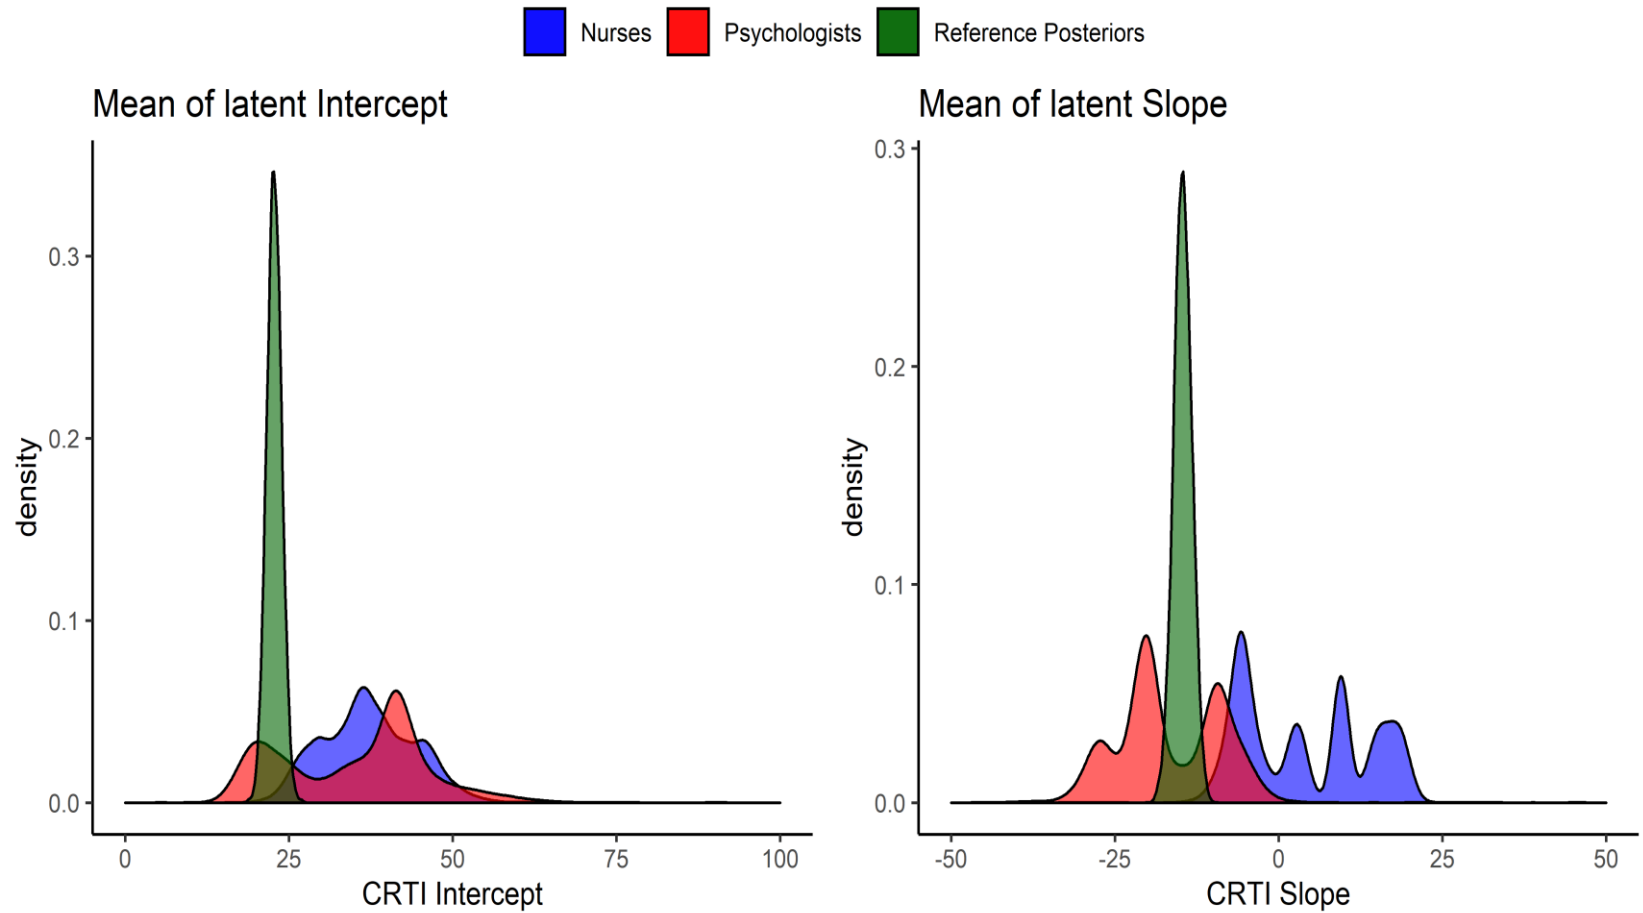 Nurses Psychologists Reference Posteriors
Mean of latent Intercept
0.3
0.2
0.1
0.0
density
0 25 50 75 100
CRTI Intercept
Mean of latent Slope
0.3
0.2
0.1
0.0
density
-50 -25 0 25 50
CRTI Slope